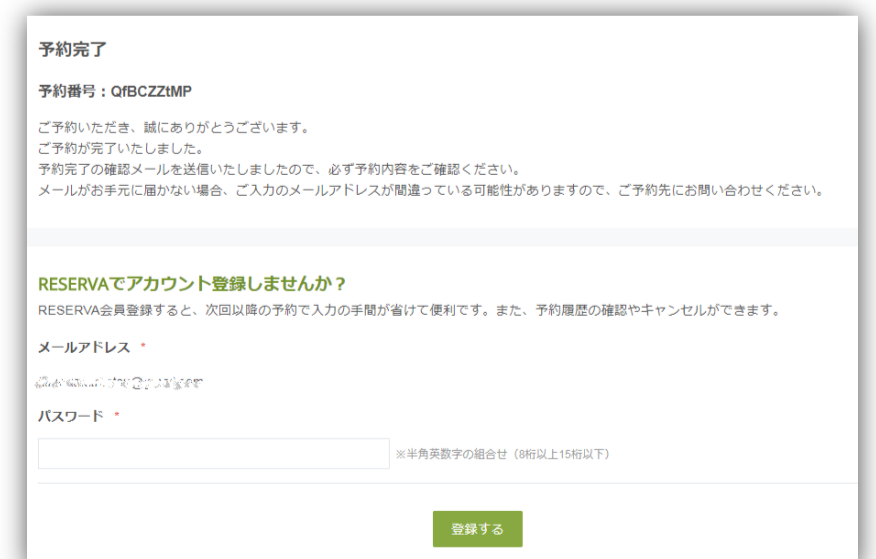 予約完了
予約番号：QfBCZZtMP
ご予約いただき、誠にありがとうございます。
ご予約が完了いたしました。
予約完了の確認メールを送信いたしましたので、必ず予約内容をご確認ください。
メールがお手元に届かない場合、ご入力のメールアドレスが間違っている可能性がありますので、ご予約先にお問い合わせください。
RESERVAでアカウント登録しませんか？
RESERVA会員登録すると、次回以降の予約で入力の手間が省けて便利です。また、予約履歴の確認やキャンセルができます。
メールアドレス *
パスワード *
※半角英数字の組合せ（8桁以上15桁以下）
登録する